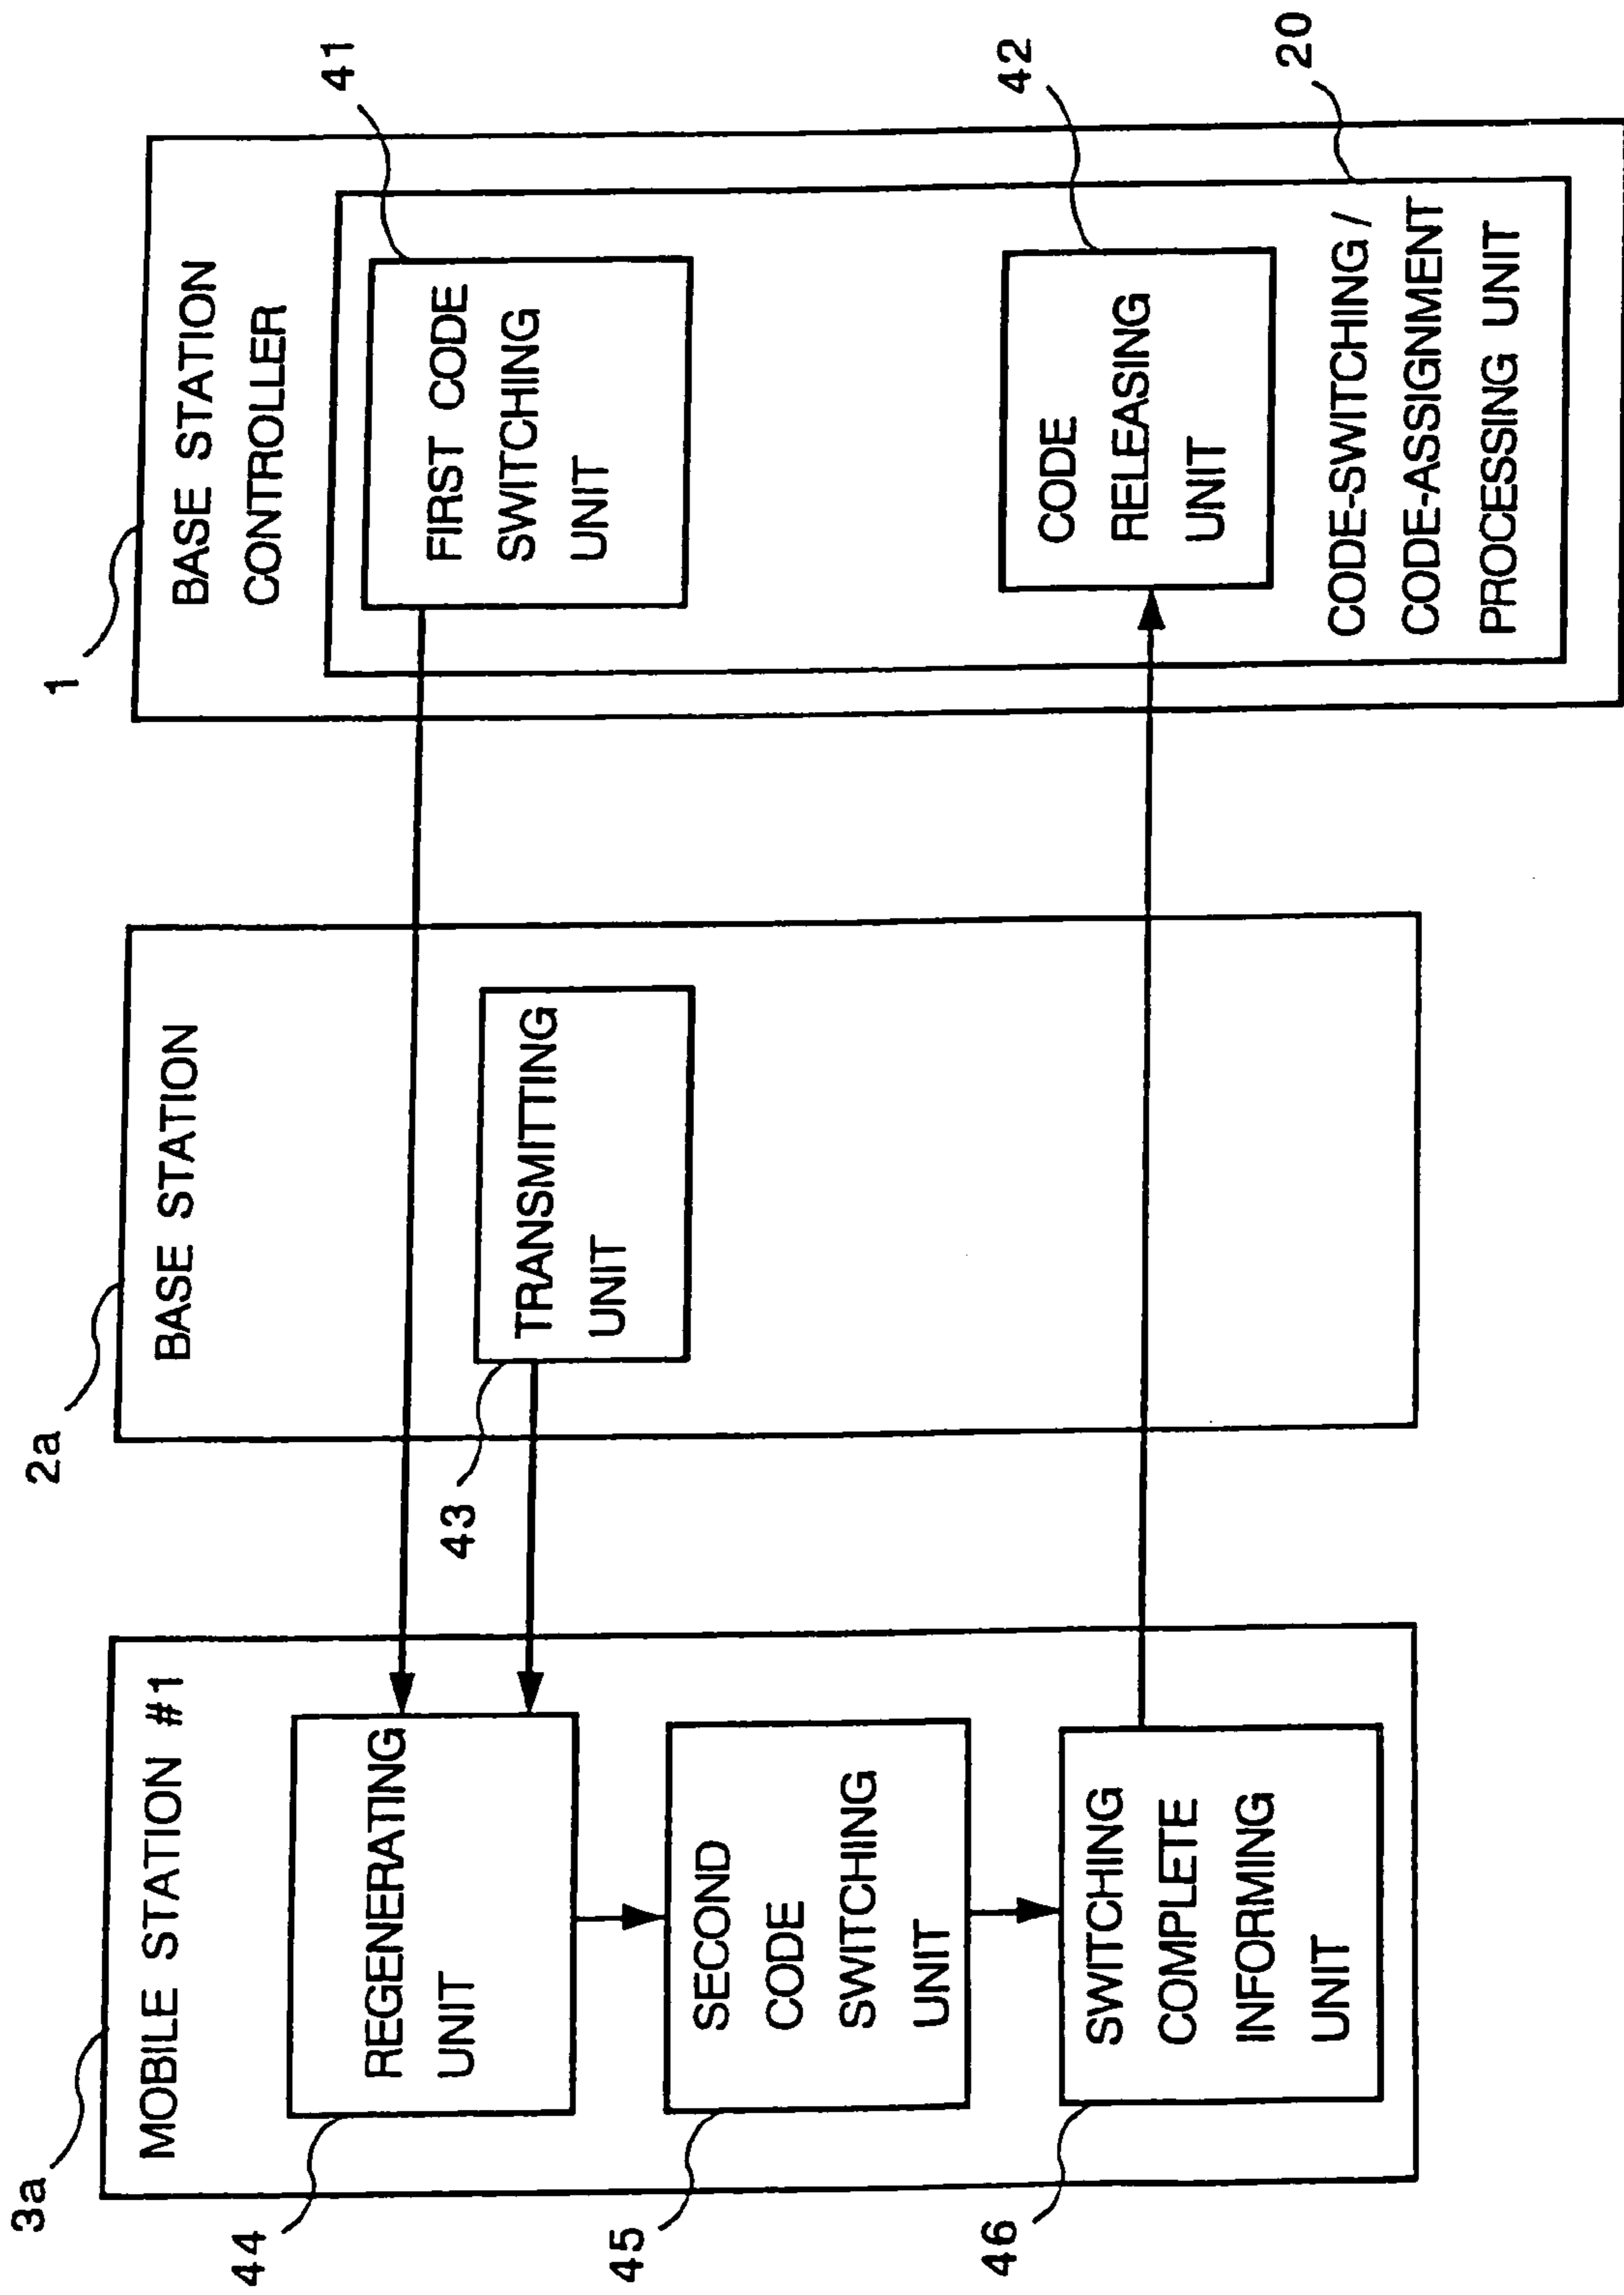 3a
MOBILE STATION #1
44
REGENERATING
UNIT
45
SECOND
CODE
SWITCHING
UNIT
46
SWITCHING
COMPLETE
INFORMING
UNIT
2a
BASE STATION
43
TRANSMITTING
UNIT
1
BASE STATION
CONTROLLER
41
FIRST CODE
SWITCHING
UNIT
42
CODE
RELEASING
UNIT
20
CODE-SWITCHING /
CODE-ASSIGNMENT
PROCESSING UNIT